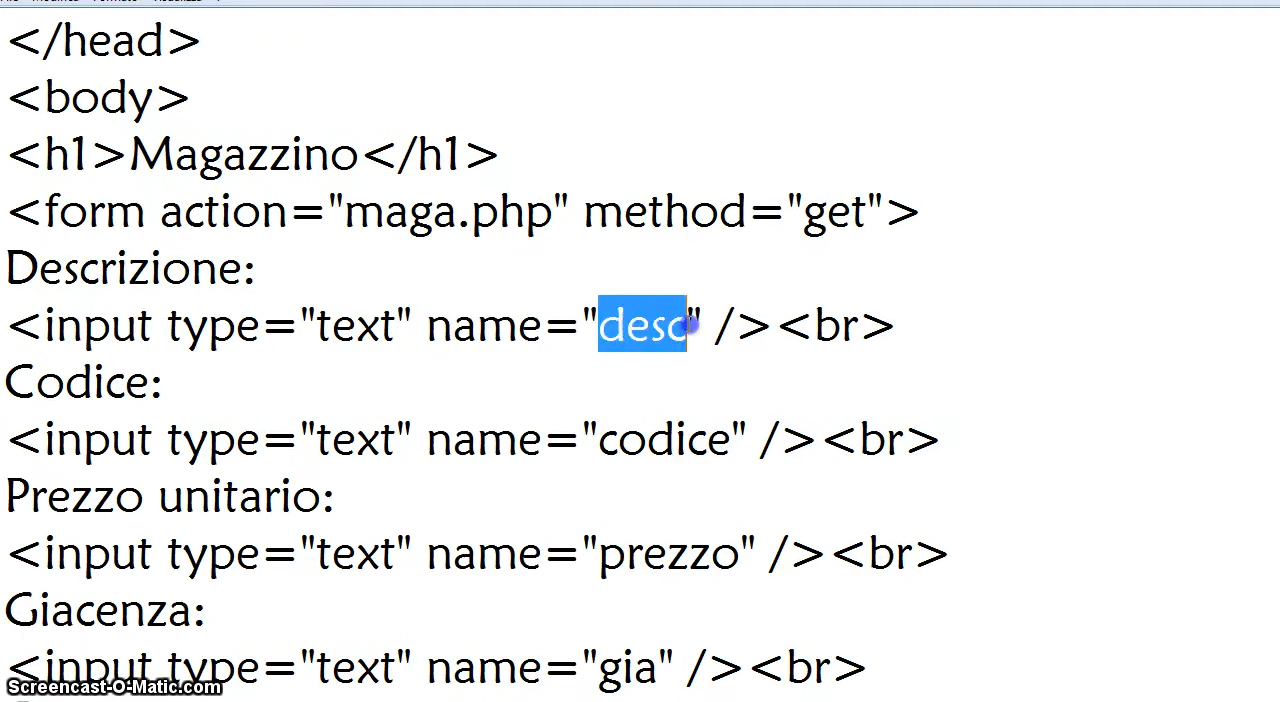 </head>
<body>
<h1>Magazzino</h1>
<form action="maga.php" method="get">
Descrizione:
<input type="text" name="desc" /><br>
Codice:
<input type="text" name="codice" /><br>
Prezzo unitario:
<input type="text" name="prezzo" /><br>
Giacenza:
<input type="text" name="gia" /><br>
Screencast-O-Matic.com